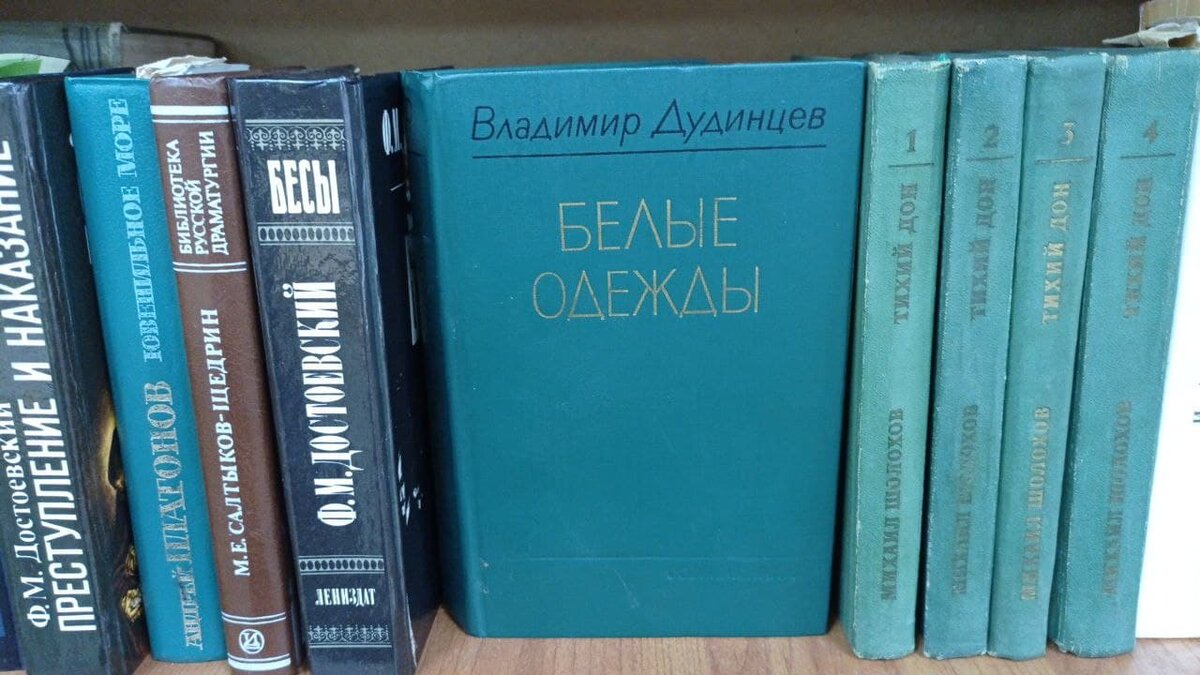 Ф.М. Достоевский
ПРЕСТУПЛЕНИЕ И НАКАЗАНИЕ
АНДРЕЙ ПЛАТОНОВ ЮВЕНИЛЬНОЕ МОРЕ
БИБЛИОТЕКА
РУССКОЙ
ДРАМАТУРГИИ
М.Е. САЛТЫКОВ-ЩЕДРИН
БЕСЫ
Ф.М.ДОСТОЕВСКИЙ
ЛЕНИЗДАТ
Владимир Дудинцев
БЕЛЫЕ
ОДЕЖДЫ
1
ТИХИЙ ДОН
МИХАИЛ ШОЛОХОВ
2
ТИХИЙ ДОН
МИХАИЛ ШОЛОХОВ
3
ТИХИЙ ДОН
МИХАИЛ ШОЛОХОВ
4
ТИХИЙ ДОН
МИХАИЛ ШОЛОХОВ